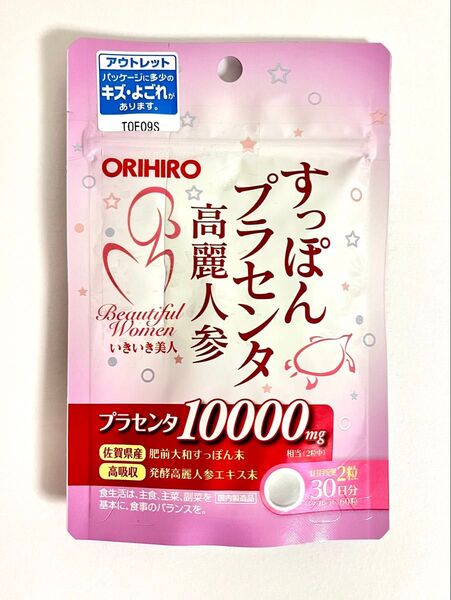 アウトレット
パッケージに多少の
キズ・よごれが
あります。
TOE09S
ORIHIRO
すっぽん
プラセンタ
高麗人参
Beautiful
Women
いきいき美人
プラセンタ10000mg
相当(2粒中)
佐賀県産 肥前大和すっぽん末
高吸収 発酵高麗人参エキス末
2粒
30日分
60粒
食生活は、主食、主菜、副菜を
基本に、食事のバランスを。
国内製造品